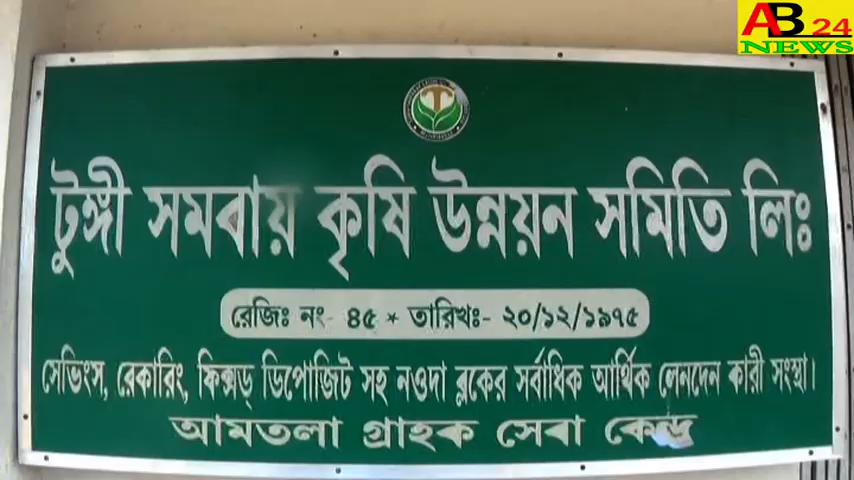 AB 24
NEWS
টুঙ্গী সমবায় কৃষি উন্নয়ন সমিতি লিঃ
রেজিঃ নং- ৪৫ * তারিখঃ- ২০/১২/১৯৭৫
সেভিংস, রেকারিং, ফিক্সড্ ডিপোজিট সহ নওদা ব্লকের সর্বাধিক আর্থিক লেনদেন কারী সংস্থা।
আমতলা গ্রাহক সেবা কেন্দ্র